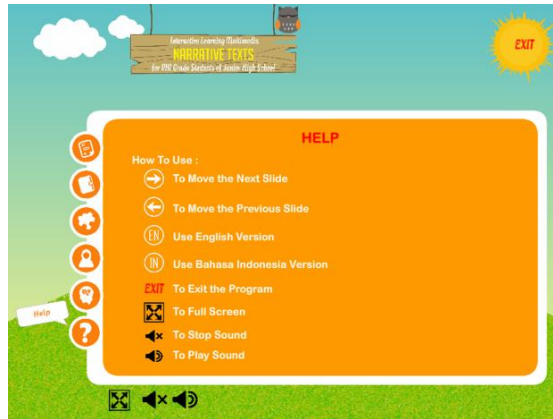 Interactive Learning Multimedia
NARRATIVE TEXTS
for VIII Grade Students of Junior High School
EXIT
HELP
How To Use :
To Move the Next Slide
To Move the Previous Slide
EN Use English Version
IN Use Bahasa Indonesia Version
EXIT To Exit the Program
To Full Screen
To Stop Sound
To Play Sound
Help
?